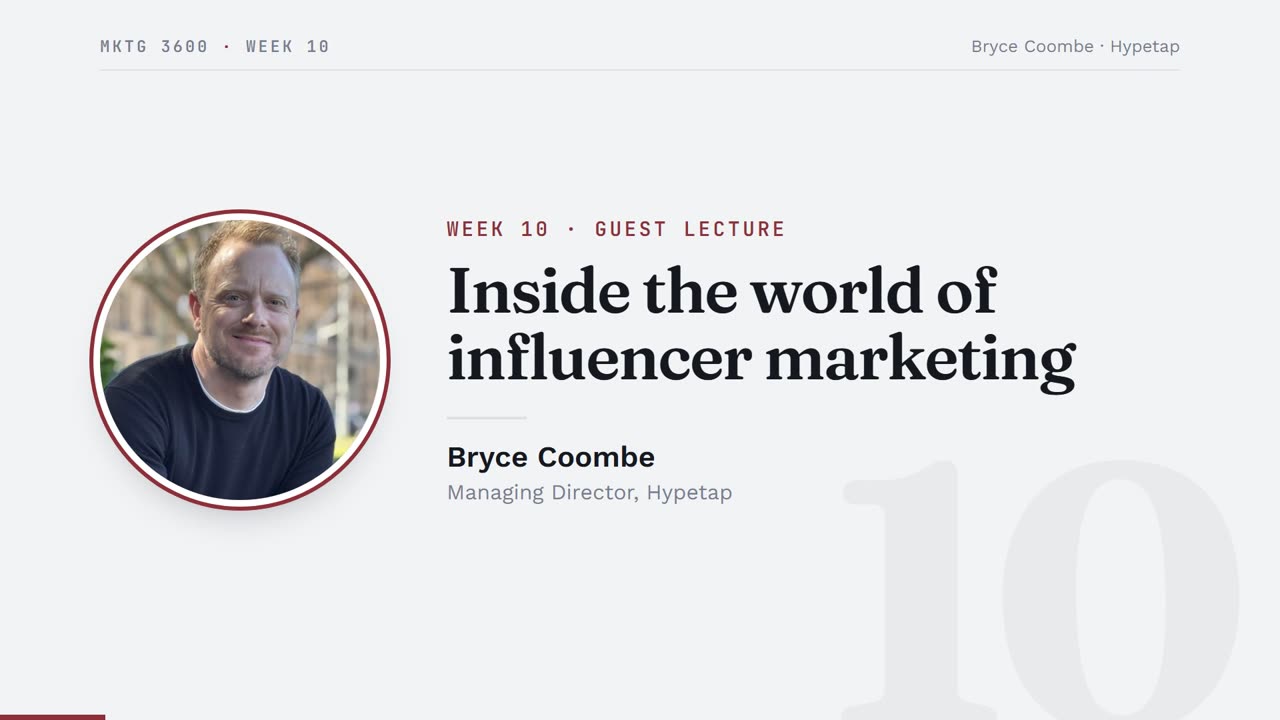 MKTG 3600 · WEEK 10
Bryce Coombe · Hypetap
WEEK 10 · GUEST LECTURE
Inside the world of
influencer marketing
Bryce Coombe
Managing Director, Hypetap
10